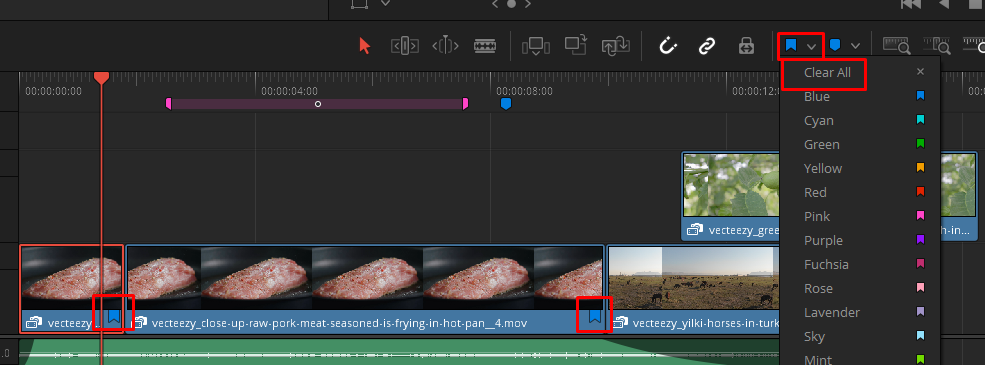 Clear All
00:00:00:00
00:00:04:00
00:00:08:00
00:00:12:0
Blue
Cyan
Green
Yellow
Red
Pink
Purple
vecteezy_gree
h-in...
Fuchsia
Rose
Lavender
vecteezy_
vecteezy_close-up-raw-pork-meat-seasoned-is-frying-in-hot-pan__4.mov
vecteezy_yilki-horses-in-turk
Sky
Mint